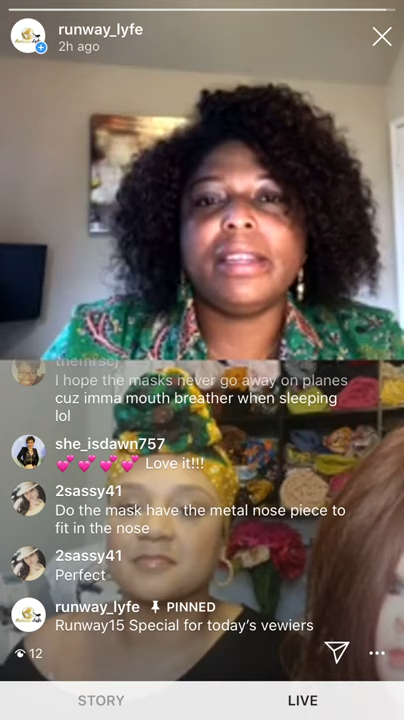 runway_lyfe
2h ago
I hope the masks never go away on planes
cuz imma mouth breather when sleeping
lol
she_isdawn757
💕 💕 💕 💕 Love it!!!
2sassy41
Do the mask have the metal nose piece to
fit in the nose
2sassy41
Perfect
runway_lyfe PINNED
Runway15 Special for today's vewiers
12
STORY LIVE